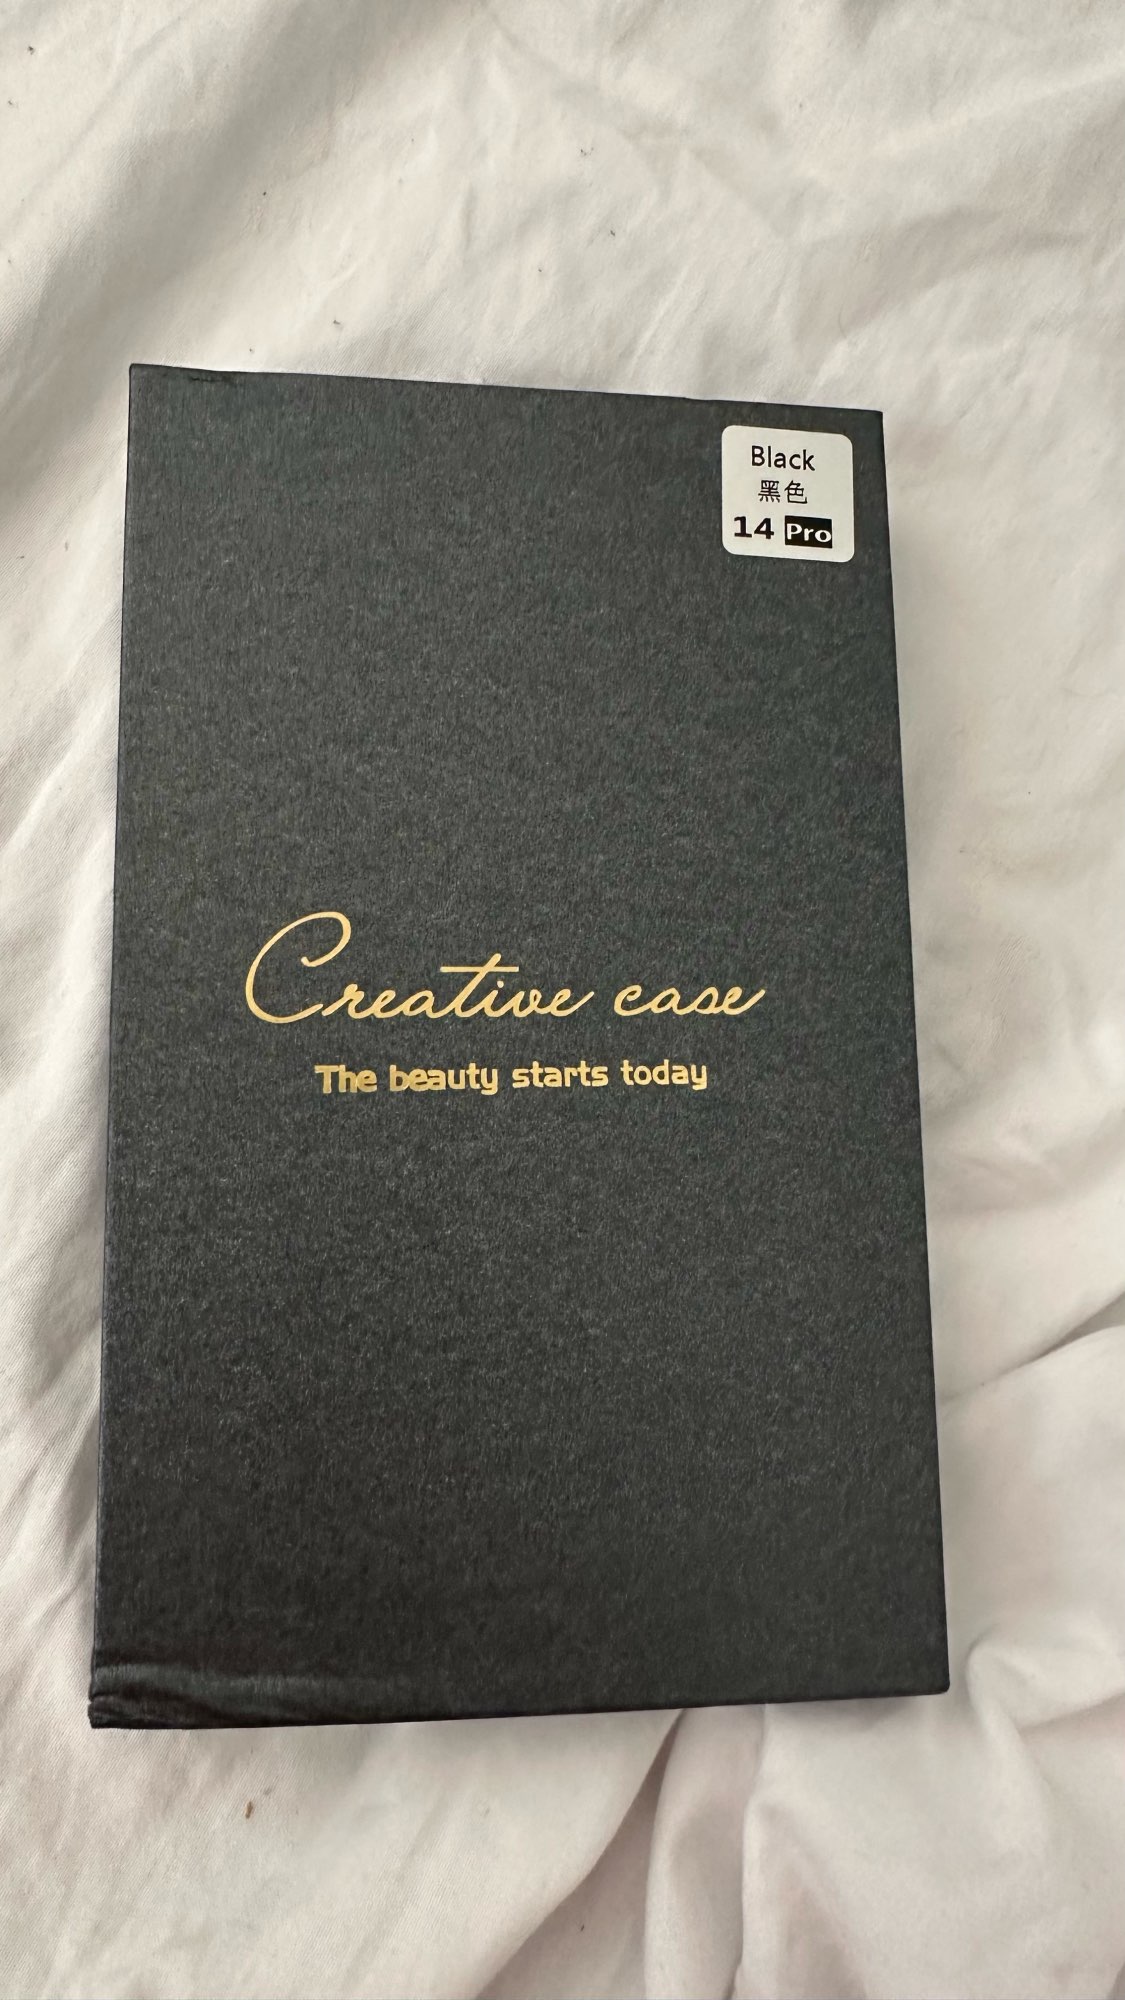 Black
黑色
14 Pro
Creative case
The beauty starts today